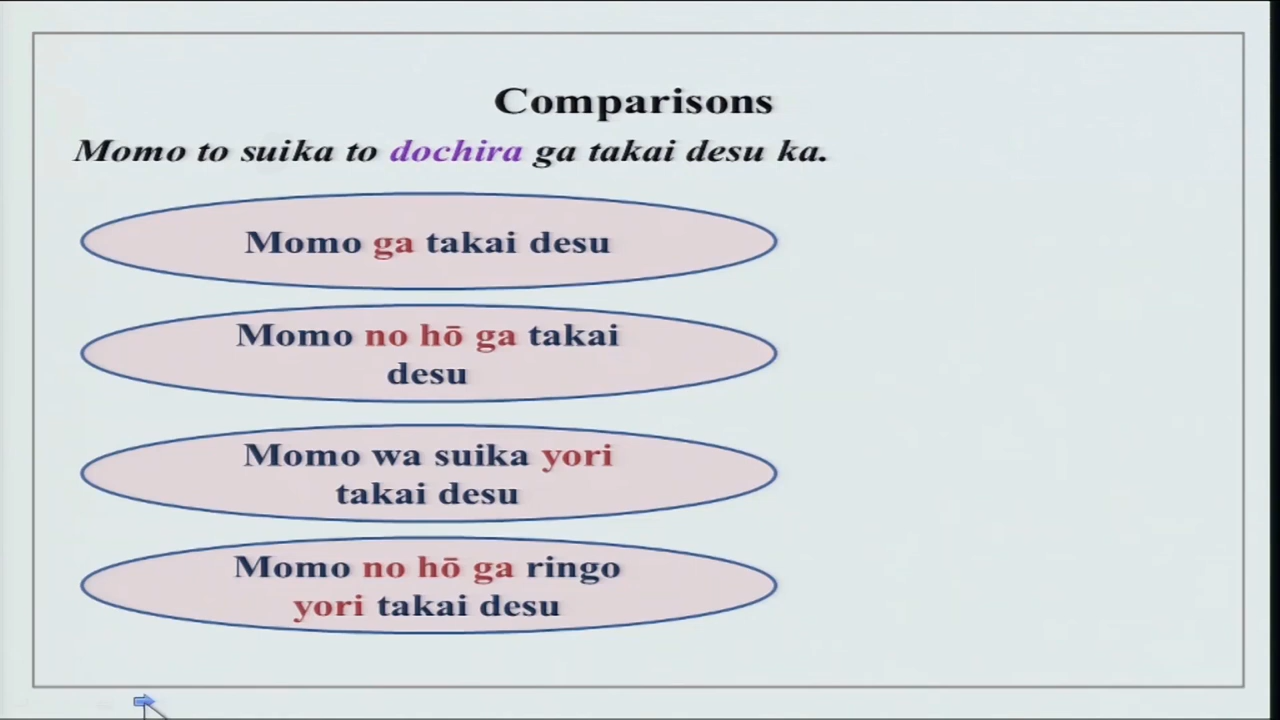 Comparisons
Momo to suika to dochira ga takai desu ka.
Momo ga takai desu
Momo no hō ga takai
desu
Momo wa suika yori
takai desu
Momo no hō ga ringo
yori takai desu